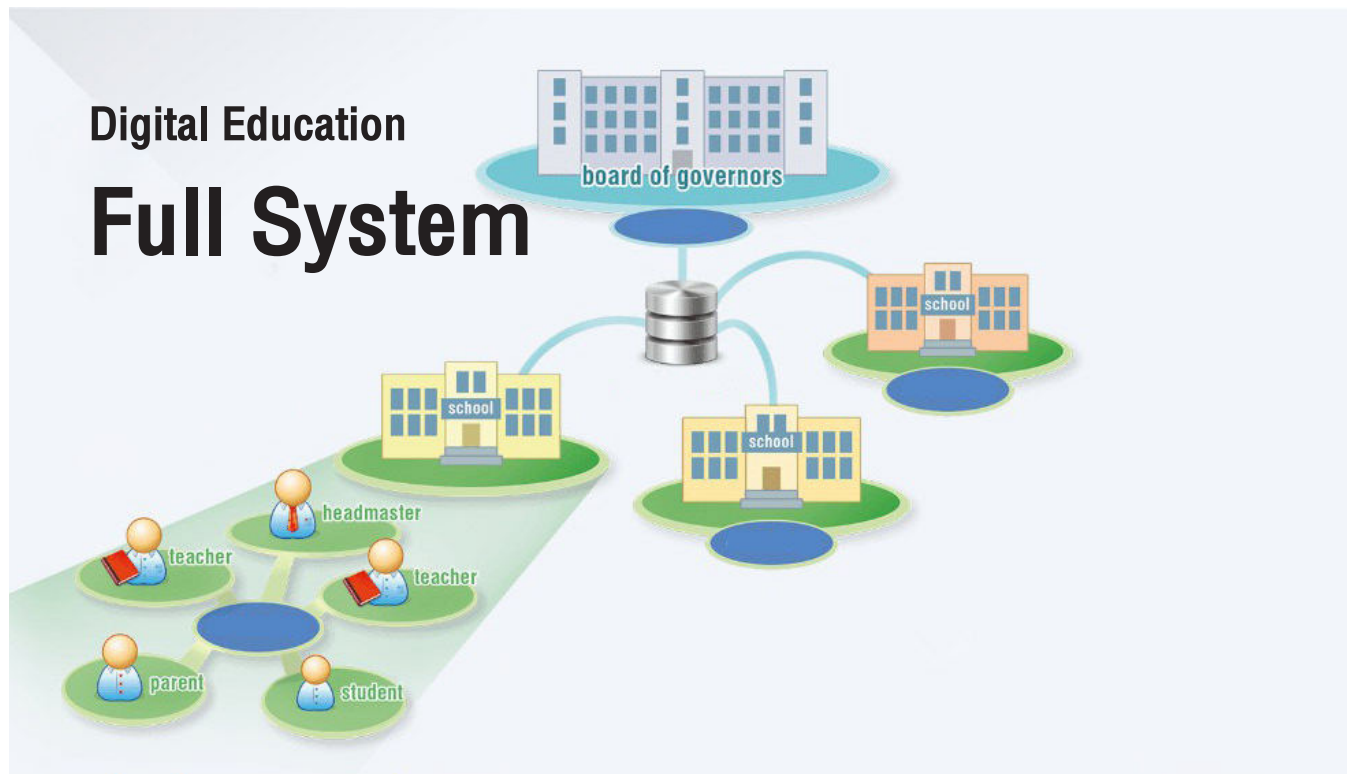 Digital Education
Full System
board of governors
school
school
school
headmaster
teacher
teacher
parent
student